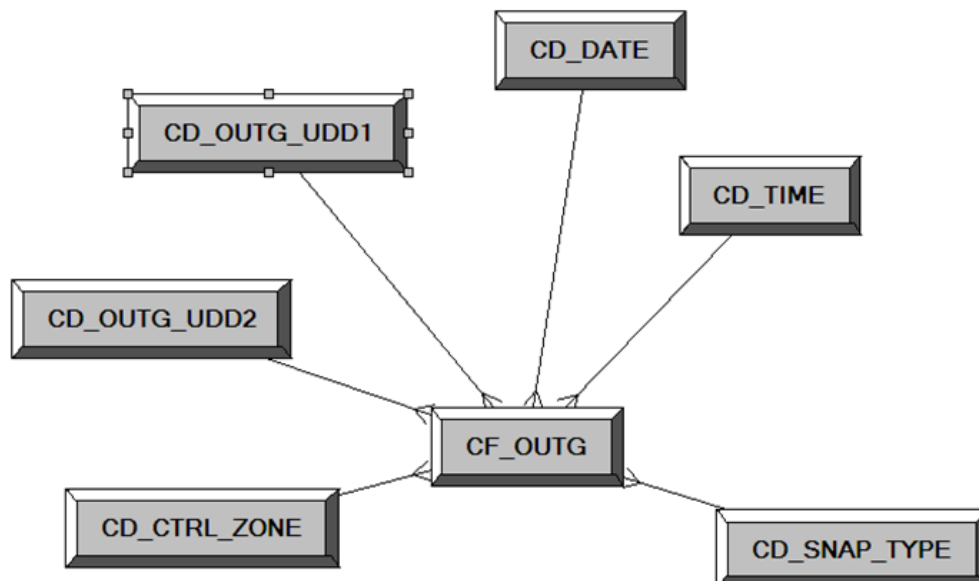 CD_DATE
CD_OUTG_UDD1
CD_TIME
CD_OUTG_UDD2
CF_OUTG
CD_CTRL_ZONE
CD_SNAP_TYPE